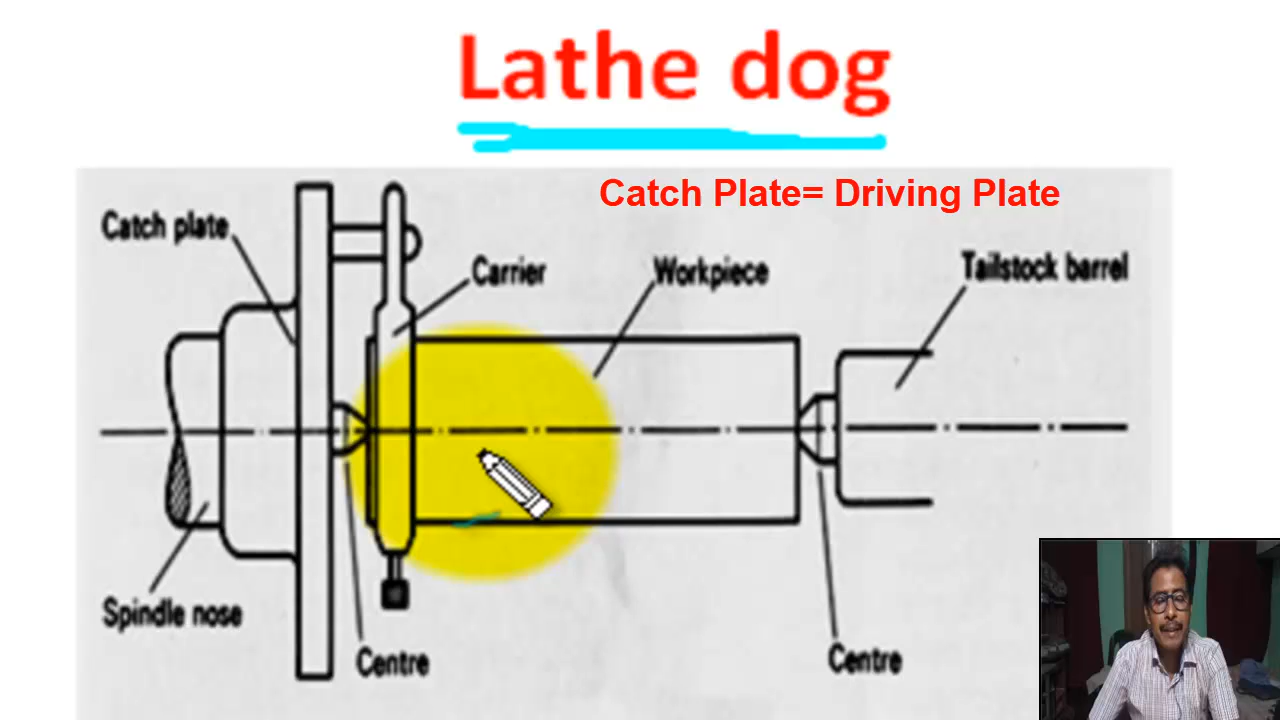 Lathe dog
Catch Plate= Driving Plate
Catch plate
Carrier
Workpiece
Tailstock barrel
Spindle nose
Centre
Centre